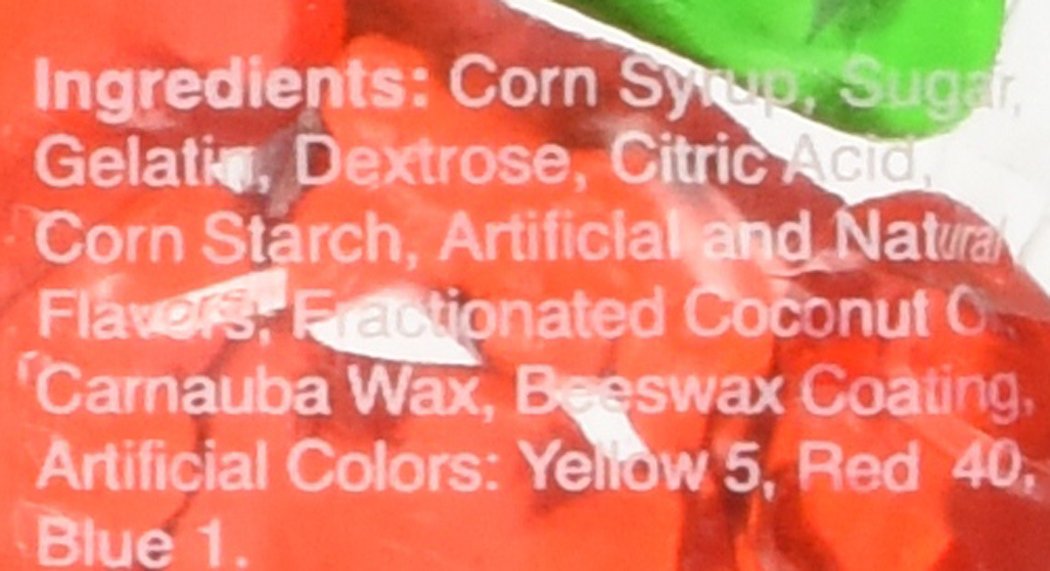 Ingredients: Corn Syrup, Sugar,
Gelatin, Dextrose, Citric Acid,
Corn Starch, Artificial and Natural
Flavors, Fractionated Coconut
Carnauba Wax, Beeswax Coating,
Artificial Colors: Yellow 5, Red 40,
Blue 1.